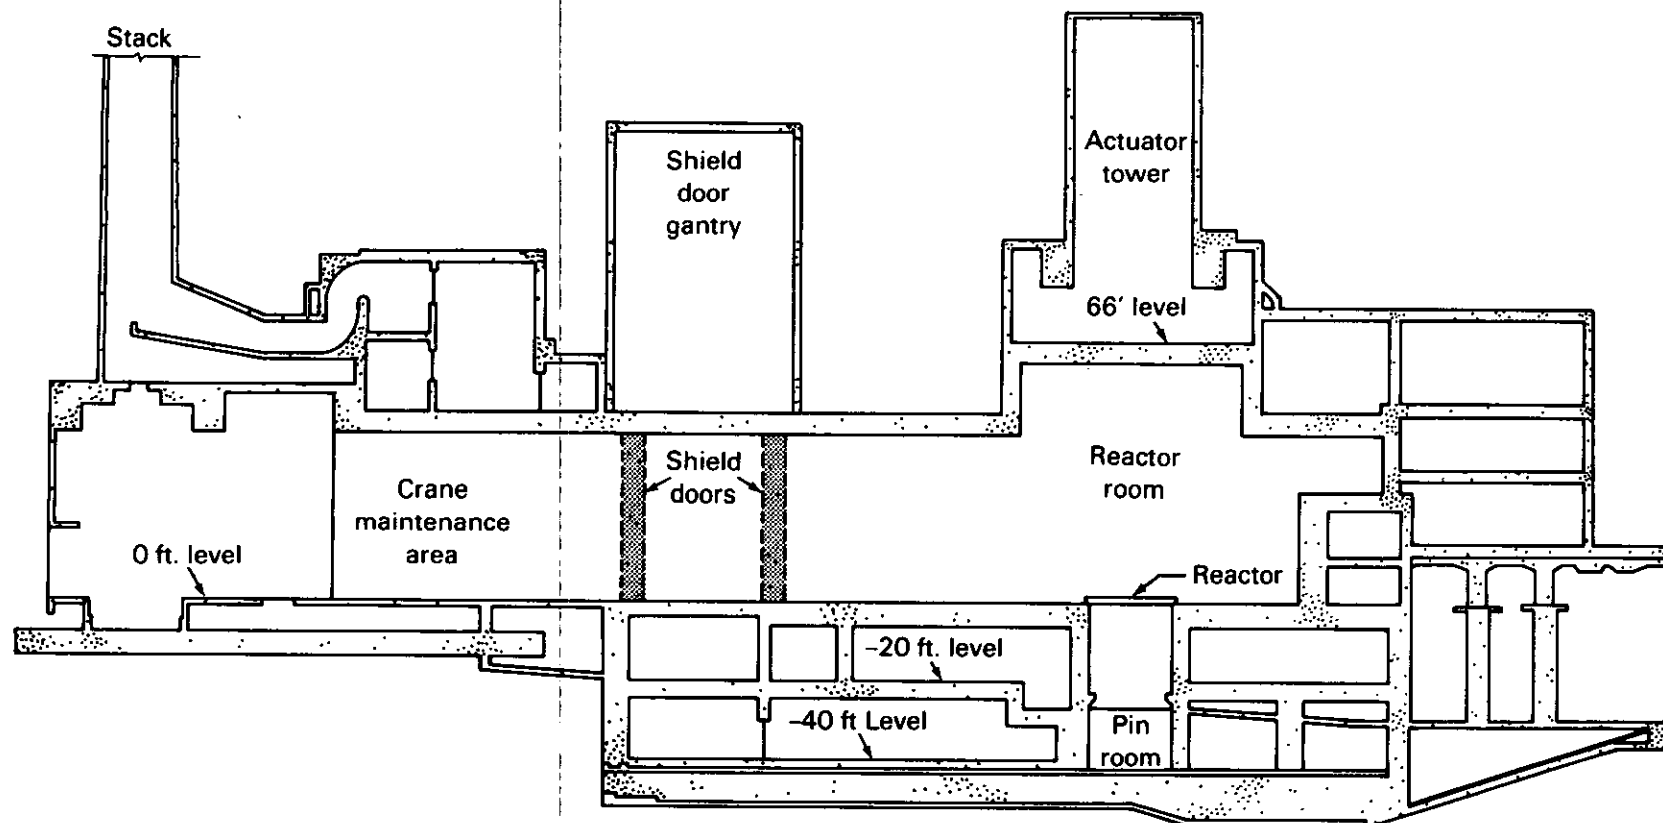 Stack
Shield
door
gantry
Actuator
tower
66' level
Shield
doors
Reactor
room
Crane
maintenance
area
0 ft. level
Reactor
–20 ft. level
–40 ft Level
Pin
room